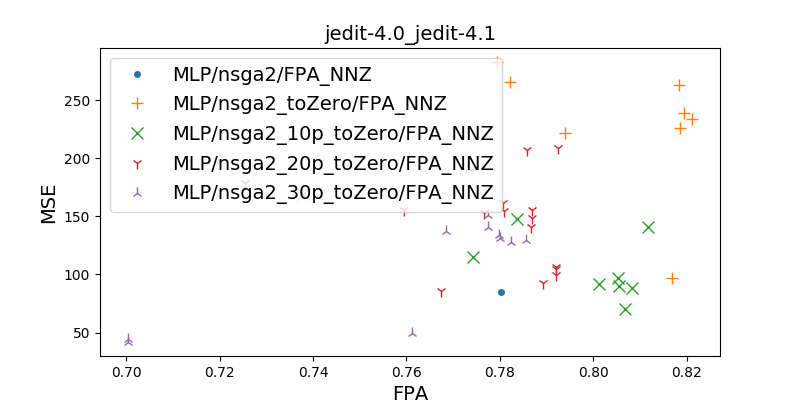 jedit-4.0_jedit-4.1
MLP/nsga2/FPA_NNZ
MLP/nsga2_toZero/FPA_NNZ
MLP/nsga2_10p_toZero/FPA_NNZ
MLP/nsga2_20p_toZero/FPA_NNZ
MLP/nsga2_30p_toZero/FPA_NNZ
MSE
250
200
150
100
50
0.70 0.72 0.74 0.76 0.78 0.80 0.82
FPA